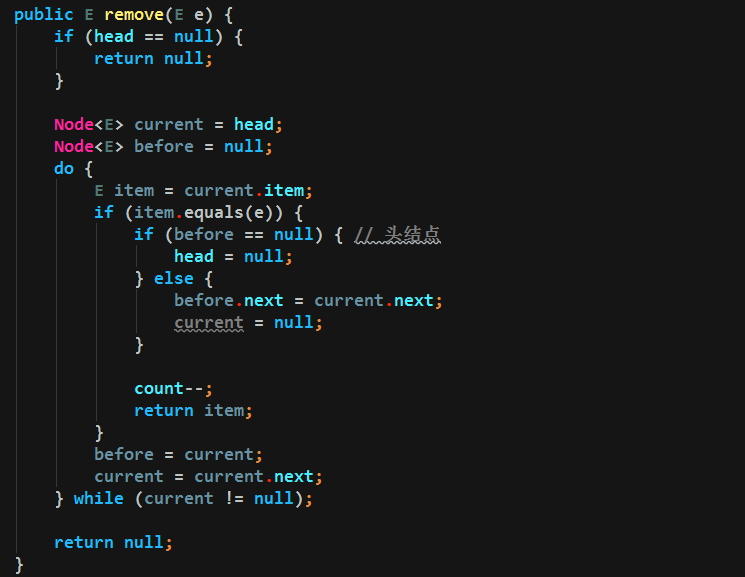 public E remove(E e) {
    if (head == null) {
        return null;
    }

    Node<E> current = head;
    Node<E> before = null;
    do {
        E item = current.item;
        if (item.equals(e)) {
            if (before == null) { // 头结点
                head = null;
            } else {
                before.next = current.next;
                current = null;
            }

            count--;
            return item;
        }
        before = current;
        current = current.next;
    } while (current != null);

    return null;
}